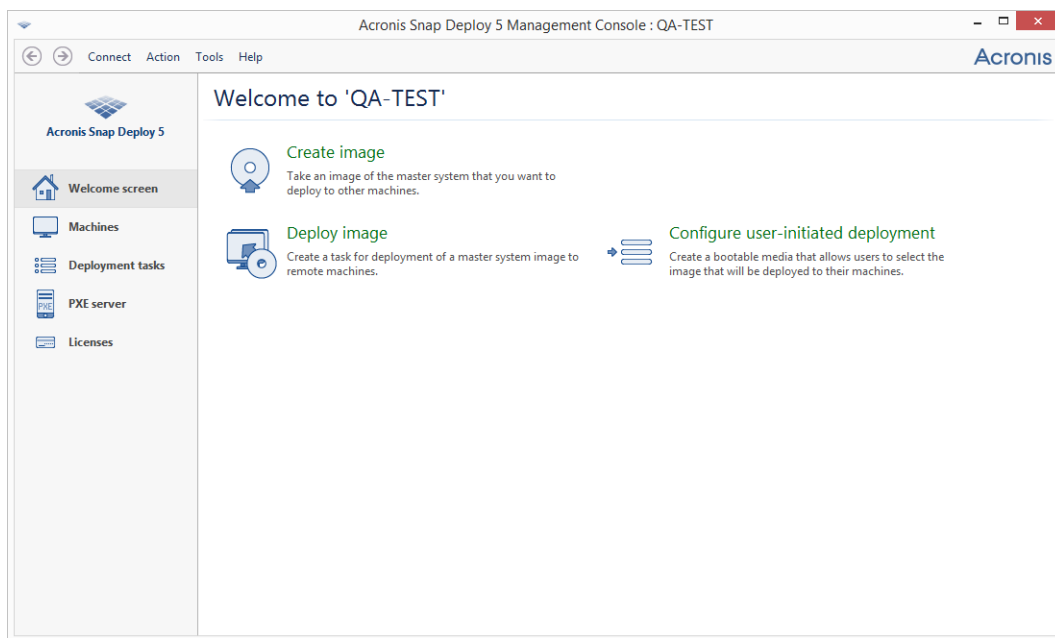 Acronis Snap Deploy 5 Management Console : QA-TEST
Connect Action Tools Help
Acronis
Acronis Snap Deploy 5
Welcome screen
Machines
Deployment tasks
PXE
PXE server
Licenses
Welcome to 'QA-TEST'
Create image
Take an image of the master system that you want to
deploy to other machines.
Deploy image
Create a task for deployment of a master system image to
remote machines.
Configure user-initiated deployment
Create a bootable media that allows users to select the
image that will be deployed to their machines.